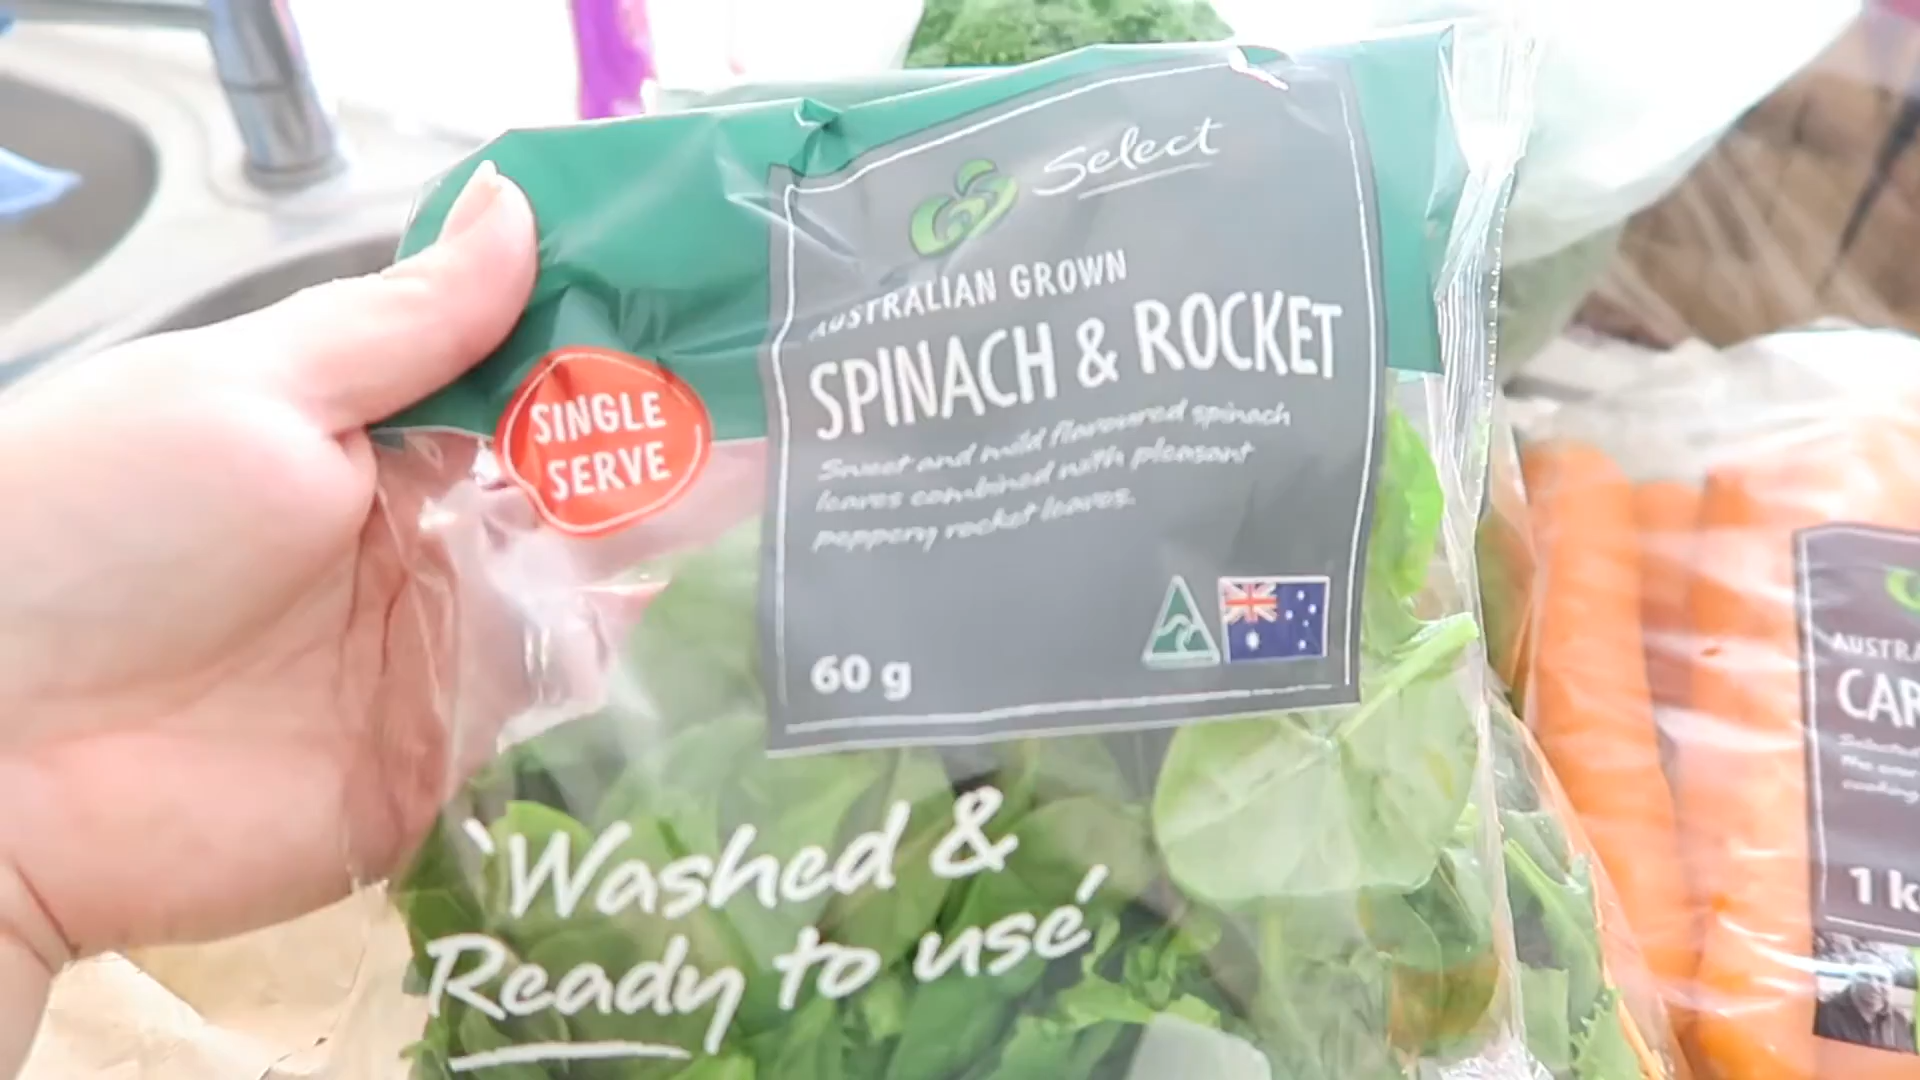 Select
AUSTRALIAN GROWN
SPINACH & ROCKET
Sweet and mild flavoured spinach
leaves combined with pleasant
peppery rocket leaves.
SINGLE
SERVE
60 g
'Washed &
Ready to use'
AUSTRA
CAR
1 k